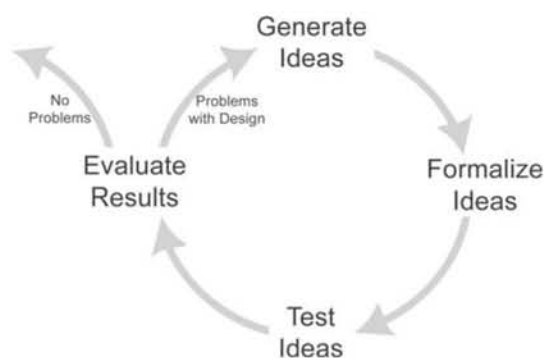 Generate
Ideas
No
Problems
Problems
with Design
Evaluate
Results
Formalize
Ideas
Test
Ideas